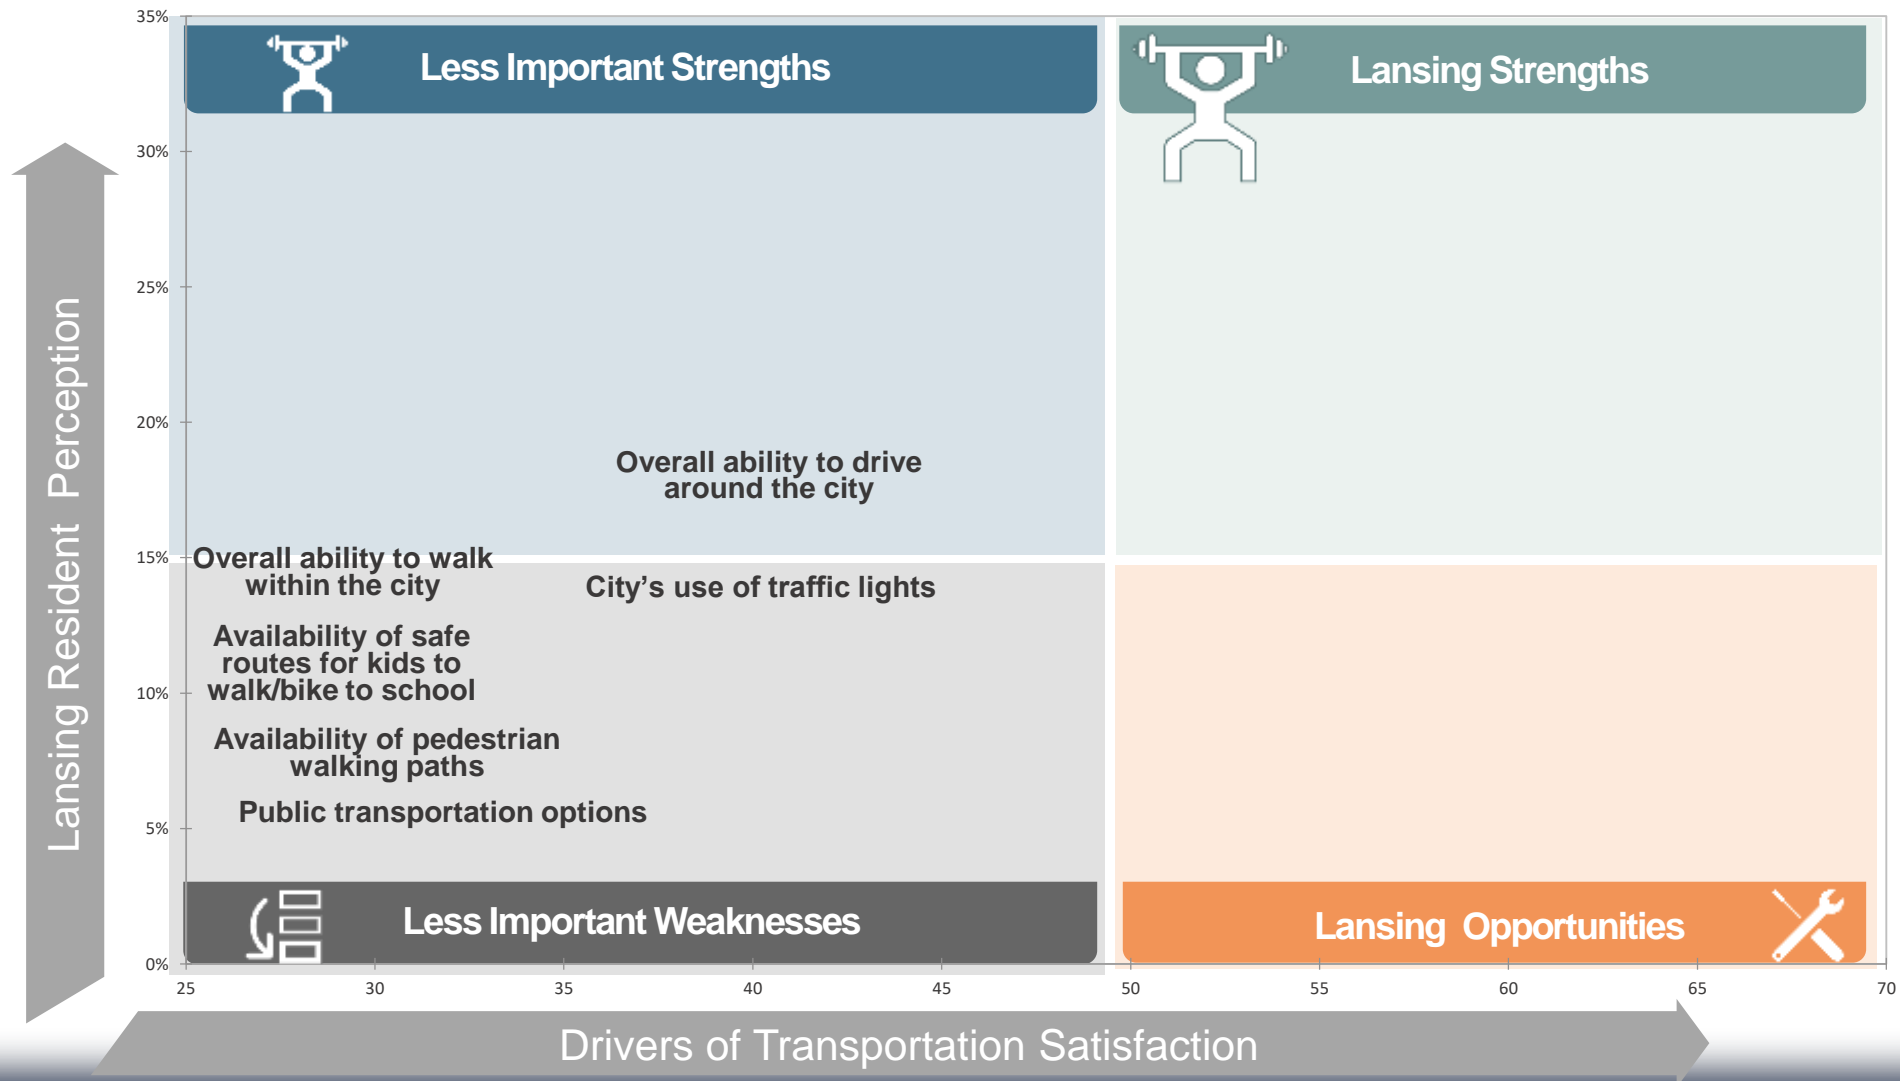 35%
Less Important Strengths
Lansing Strengths
30%
25%
20%
15%
10%
5%
0%
Lansing Resident Perception
Overall ability to drive
around the city
Overall ability to walk
within the city
City’s use of traffic lights
Availability of safe
routes for kids to
walk/bike to school
Availability of pedestrian
walking paths
Public transportation options
Less Important Weaknesses
Lansing Opportunities
25 30 35 40 45 50 55 60 65 70
Drivers of Transportation Satisfaction